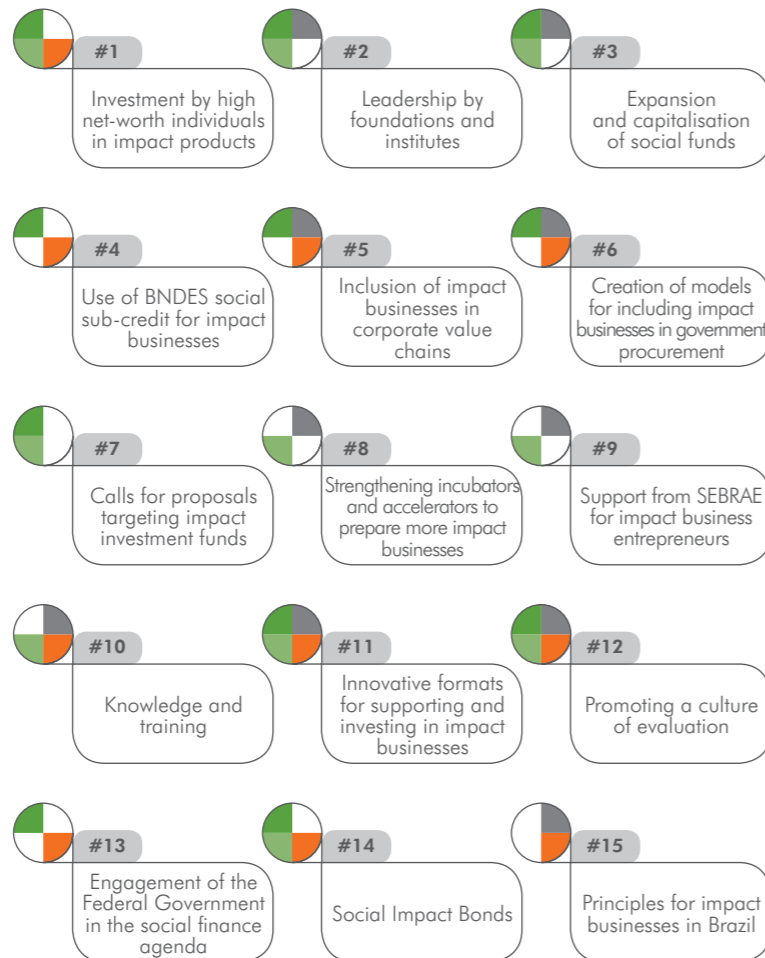 #1
Investment by high
net-worth individuals
in impact products
#2
Leadership by
foundations and
institutes
#3
Expansion
and capitalisation
of social funds
#4
Use of BNDES social
sub-credit for impact
businesses
#5
Inclusion of impact
businesses in
corporate value
chains
#6
Creation of models
for including impact
businesses in government
procurement
#7
Calls for proposals
targeting impact
investment funds
#8
Strengthening incubators
and accelerators to
prepare more impact
businesses
#9
Support from SEBRAE
for impact business
entrepreneurs
#10
Knowledge and
training
#11
Innovative formats
for supporting and
investing in impact
businesses
#12
Promoting a culture
of evaluation
#13
Engagement of the
Federal Government
in the social finance
agenda
#14
Social Impact Bonds
#15
Principles for impact
businesses in Brazil